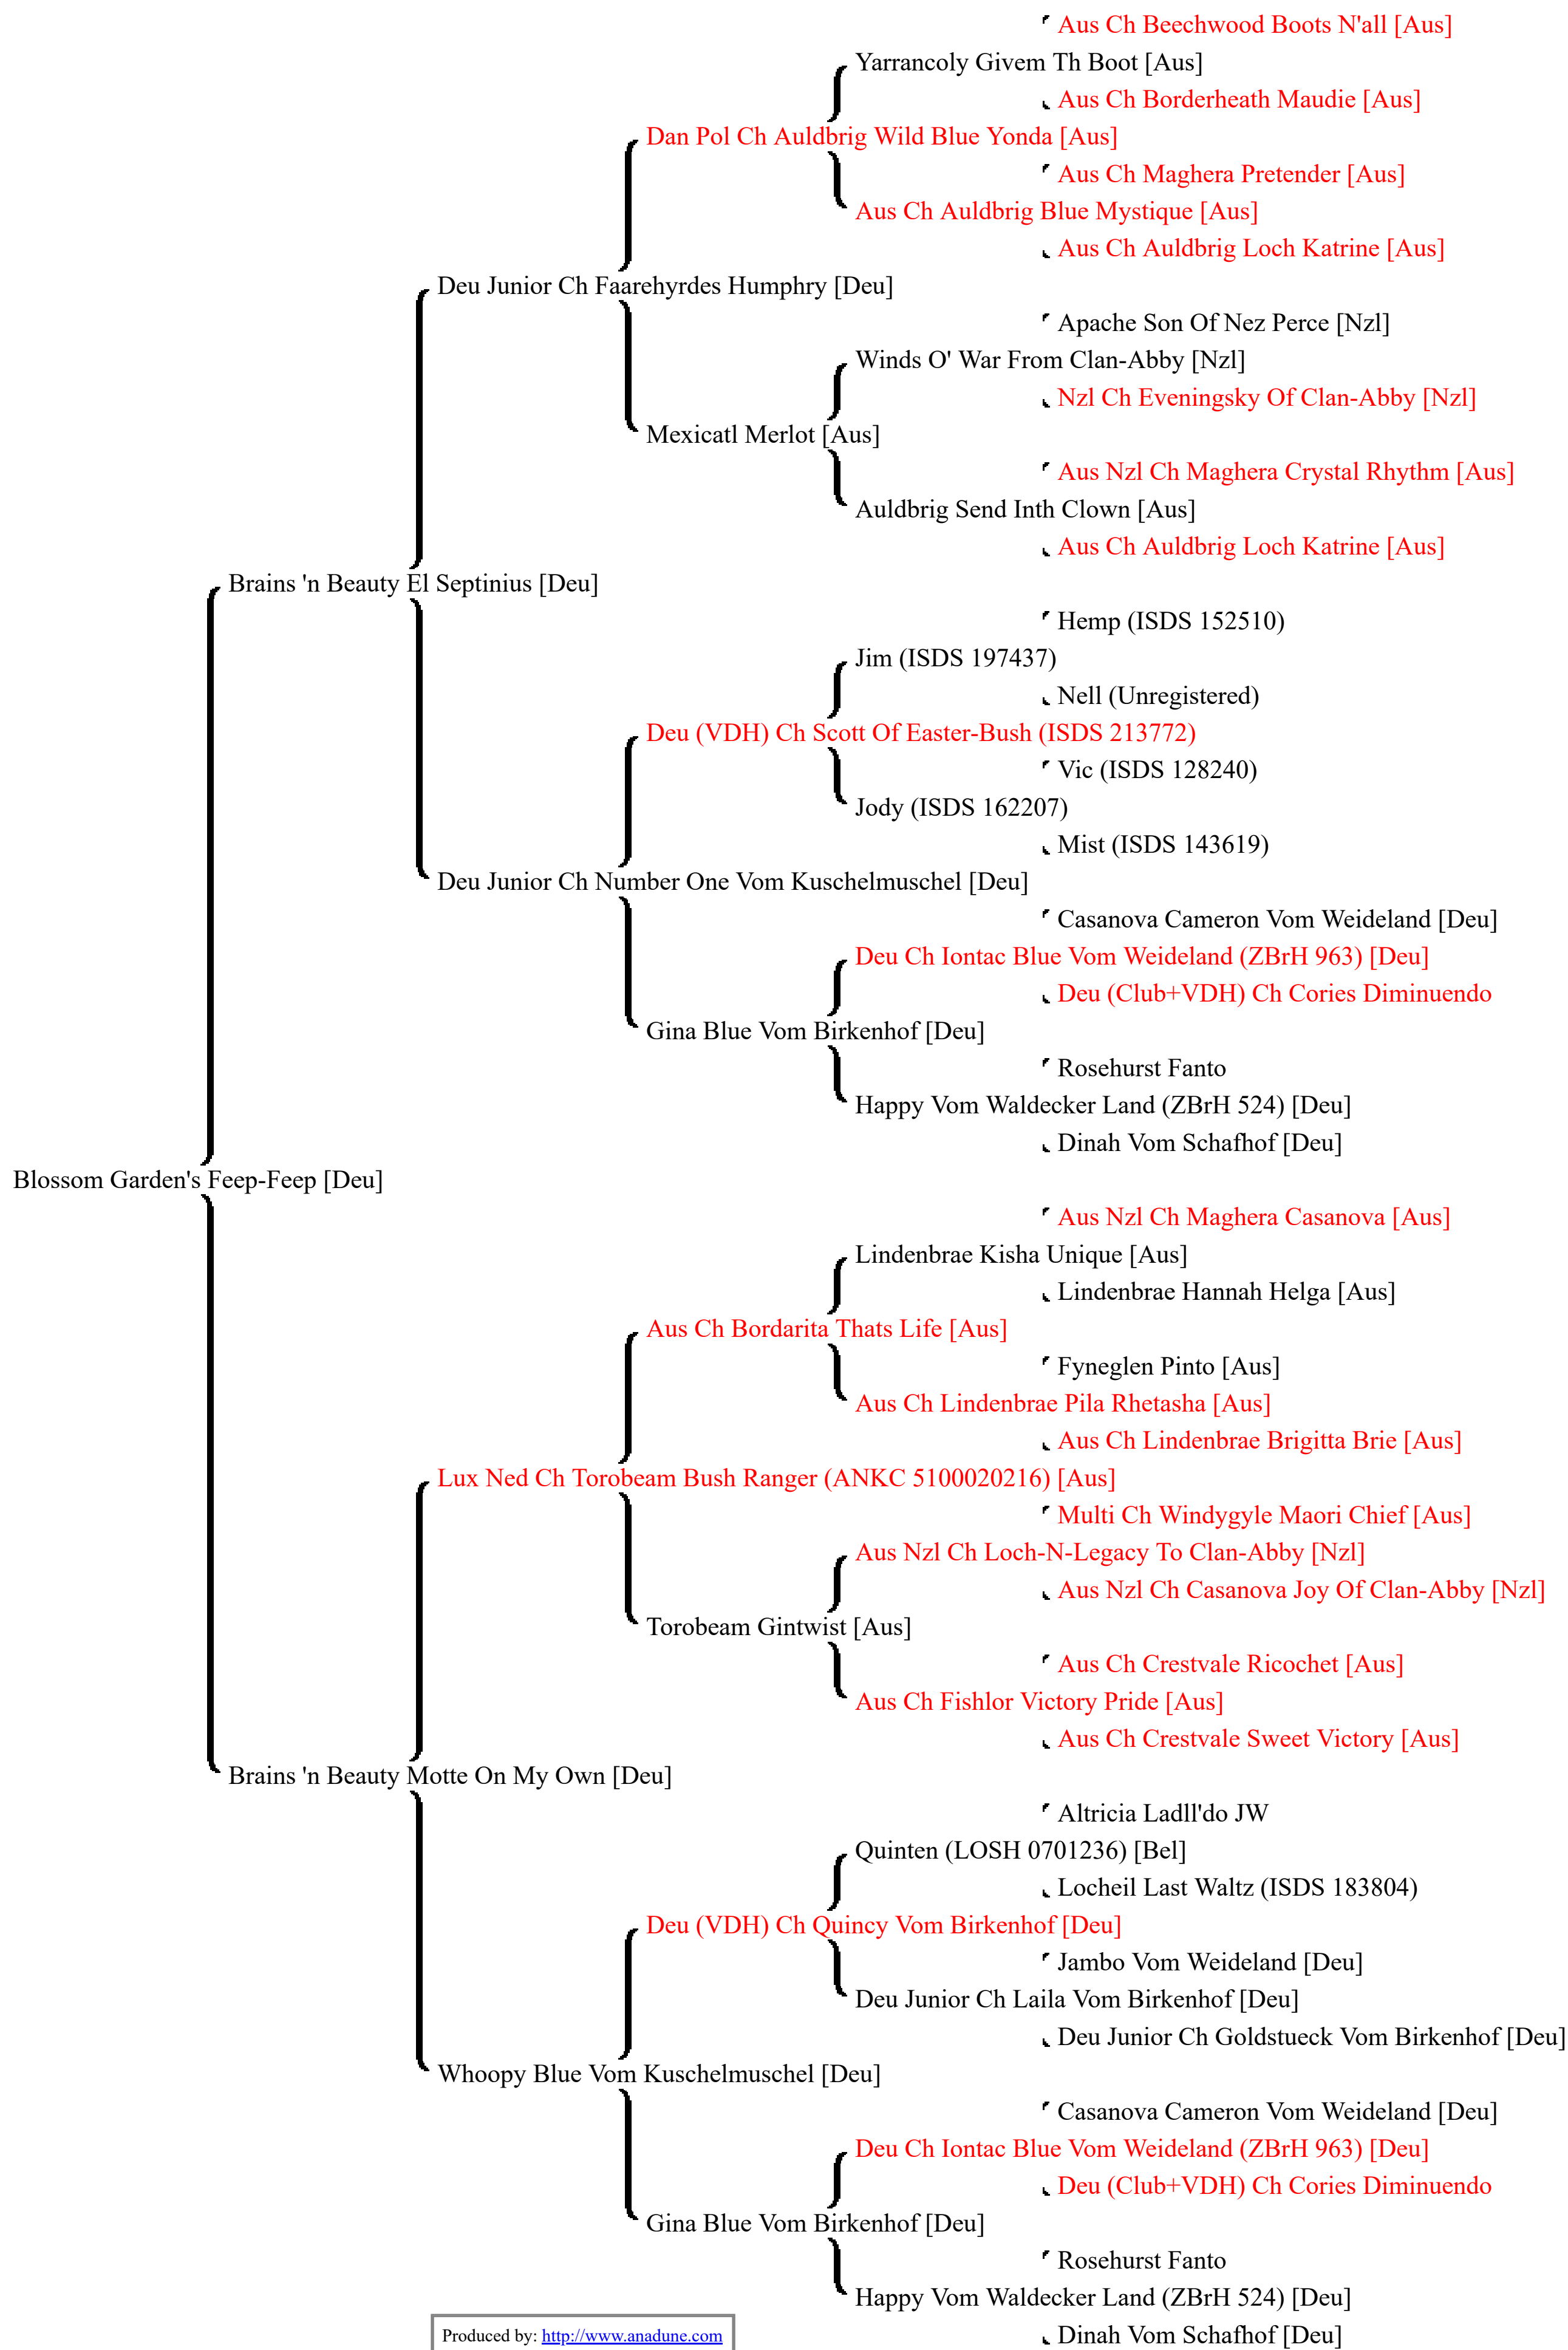 Aus Ch Beechwood Boots N'all [Aus]
Yarrancoly Givem Th Boot [Aus]
Aus Ch Borderheath Maudie [Aus]
Dan Pol Ch Auldbrig Wild Blue Yonda [Aus]
Aus Ch Maghera Pretender [Aus]
Aus Ch Auldbrig Blue Mystique [Aus]
Aus Ch Auldbrig Loch Katrine [Aus]
Deu Junior Ch Faarehyrdes Humphry [Deu]
Apache Son Of Nez Perce [Nzl]
Winds O' War From Clan-Abby [Nzl]
Nzl Ch Eveningsky Of Clan-Abby [Nzl]
Mexicatl Merlot [Aus]
Aus Nzl Ch Maghera Crystal Rhythm [Aus]
Auldbrig Send Inth Clown [Aus]
Aus Ch Auldbrig Loch Katrine [Aus]
Brains 'n Beauty El Septinius [Deu]
Hemp (ISDS 152510)
Jim (ISDS 197437)
Nell (Unregistered)
Deu (VDH) Ch Scott Of Easter-Bush (ISDS 213772)
Vic (ISDS 128240)
Jody (ISDS 162207)
Mist (ISDS 143619)
Deu Junior Ch Number One Vom Kuschelmuschel [Deu]
Casanova Cameron Vom Weideland [Deu]
Deu Ch Iontac Blue Vom Weideland (ZBrH 963) [Deu]
Deu (Club+VDH) Ch Cories Diminuendo
Gina Blue Vom Birkenhof [Deu]
Rosehurst Fanto
Happy Vom Waldecker Land (ZBrH 524) [Deu]
Dinah Vom Schafhof [Deu]
Blossom Garden's Feep-Feep [Deu]
Aus Nzl Ch Maghera Casanova [Aus]
Lindenbrae Kisha Unique [Aus]
Lindenbrae Hannah Helga [Aus]
Aus Ch Bordarita Thats Life [Aus]
Fyneglen Pinto [Aus]
Aus Ch Lindenbrae Pila Rhetasha [Aus]
Aus Ch Lindenbrae Brigitta Brie [Aus]
Lux Ned Ch Torobeam Bush Ranger (ANKC 5100020216) [Aus]
Multi Ch Windygyle Maori Chief [Aus]
Aus Nzl Ch Loch-N-Legacy To Clan-Abby [Nzl]
Aus Nzl Ch Casanova Joy Of Clan-Abby [Nzl]
Torobeam Gintwist [Aus]
Aus Ch Crestvale Ricochet [Aus]
Aus Ch Fishlor Victory Pride [Aus]
Aus Ch Crestvale Sweet Victory [Aus]
Brains 'n Beauty Motte On My Own [Deu]
Altricia Ladll'do JW
Quinten (LOSH 0701236) [Bel]
Locheil Last Waltz (ISDS 183804)
Deu (VDH) Ch Quincy Vom Birkenhof [Deu]
Jambo Vom Weideland [Deu]
Deu Junior Ch Laila Vom Birkenhof [Deu]
Deu Junior Ch Goldstueck Vom Birkenhof [Deu]
Whoopy Blue Vom Kuschelmuschel [Deu]
Casanova Cameron Vom Weideland [Deu]
Deu Ch Iontac Blue Vom Weideland (ZBrH 963) [Deu]
Deu (Club+VDH) Ch Cories Diminuendo
Gina Blue Vom Birkenhof [Deu]
Rosehurst Fanto
Happy Vom Waldecker Land (ZBrH 524) [Deu]
Dinah Vom Schafhof [Deu]
Produced by: http://www.anadune.com